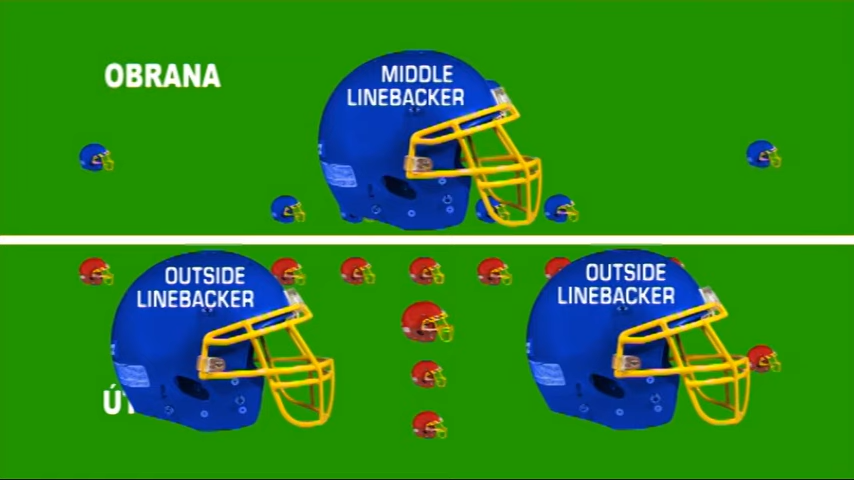 OBRANA
MIDDLE
LINEBACKER
OUTSIDE
LINEBACKER
OUTSIDE
LINEBACKER